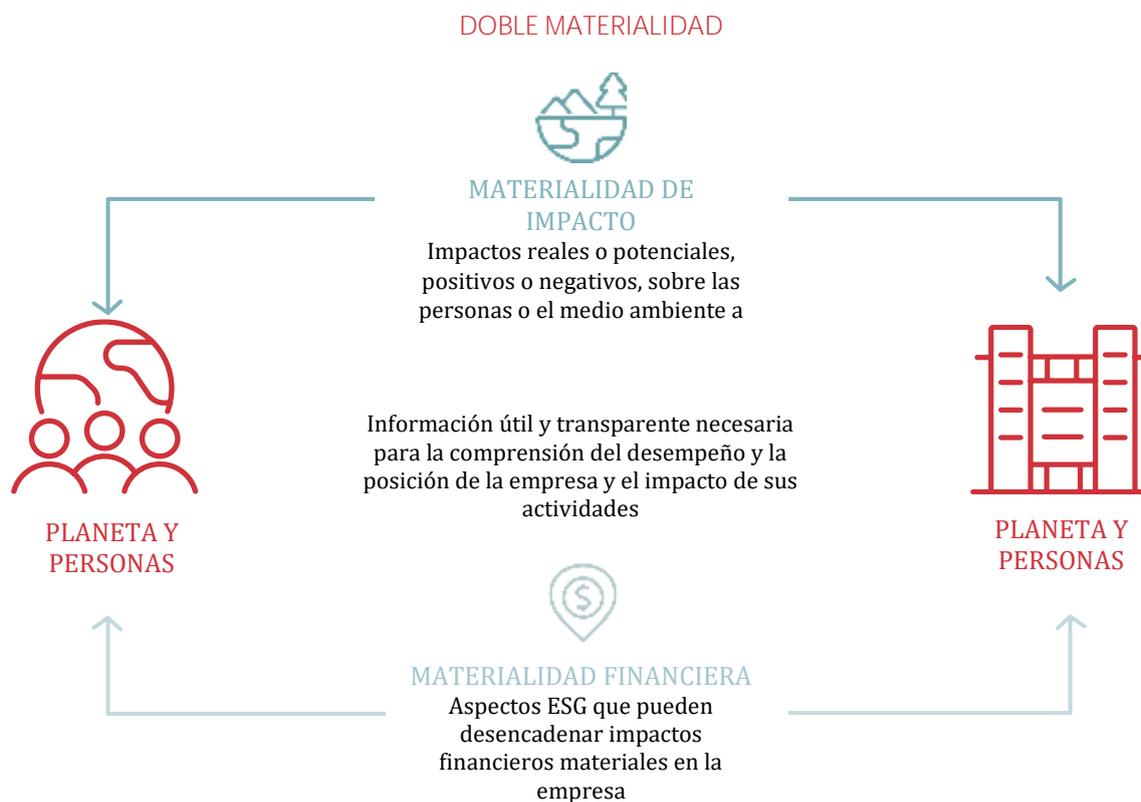 DOBLE MATERIALIDAD
MATERIALIDAD DE
IMPACTO
Impactos reales o potenciales,
positivos o negativos, sobre las
personas o el medio ambiente a
Información útil y transparente necesaria
para la comprensión del desempeño y la
posición de la empresa y el impacto de sus
actividades
PLANETA Y
PERSONAS
PLANETA Y
PERSONAS
$
MATERIALIDAD FINANCIERA
Aspectos ESG que pueden
desencadenar impactos
financieros materiales en la
empresa